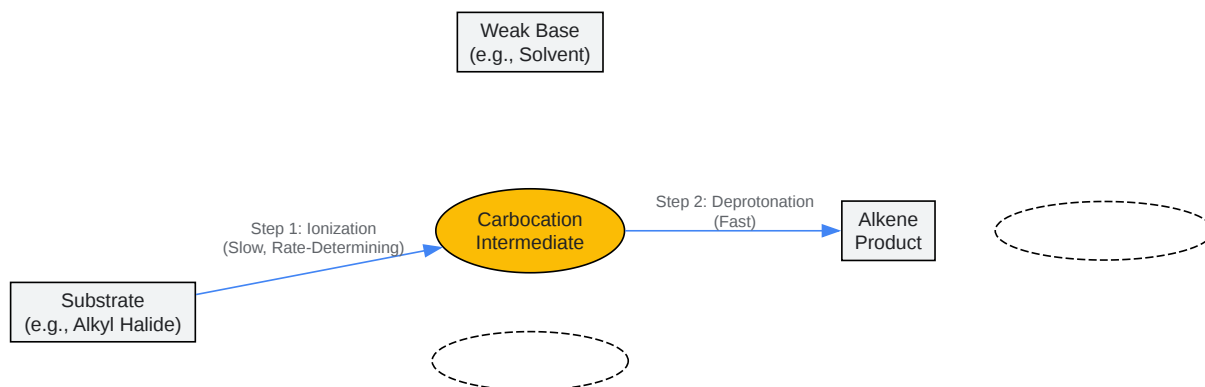 Weak Base
(e.g., Solvent)
Step 1: Ionization
(Slow, Rate-Determining)
Carbocation
Intermediate
Step 2: Deprotonation
(Fast)
Alkene
Product
Substrate
(e.g., Alkyl Halide)